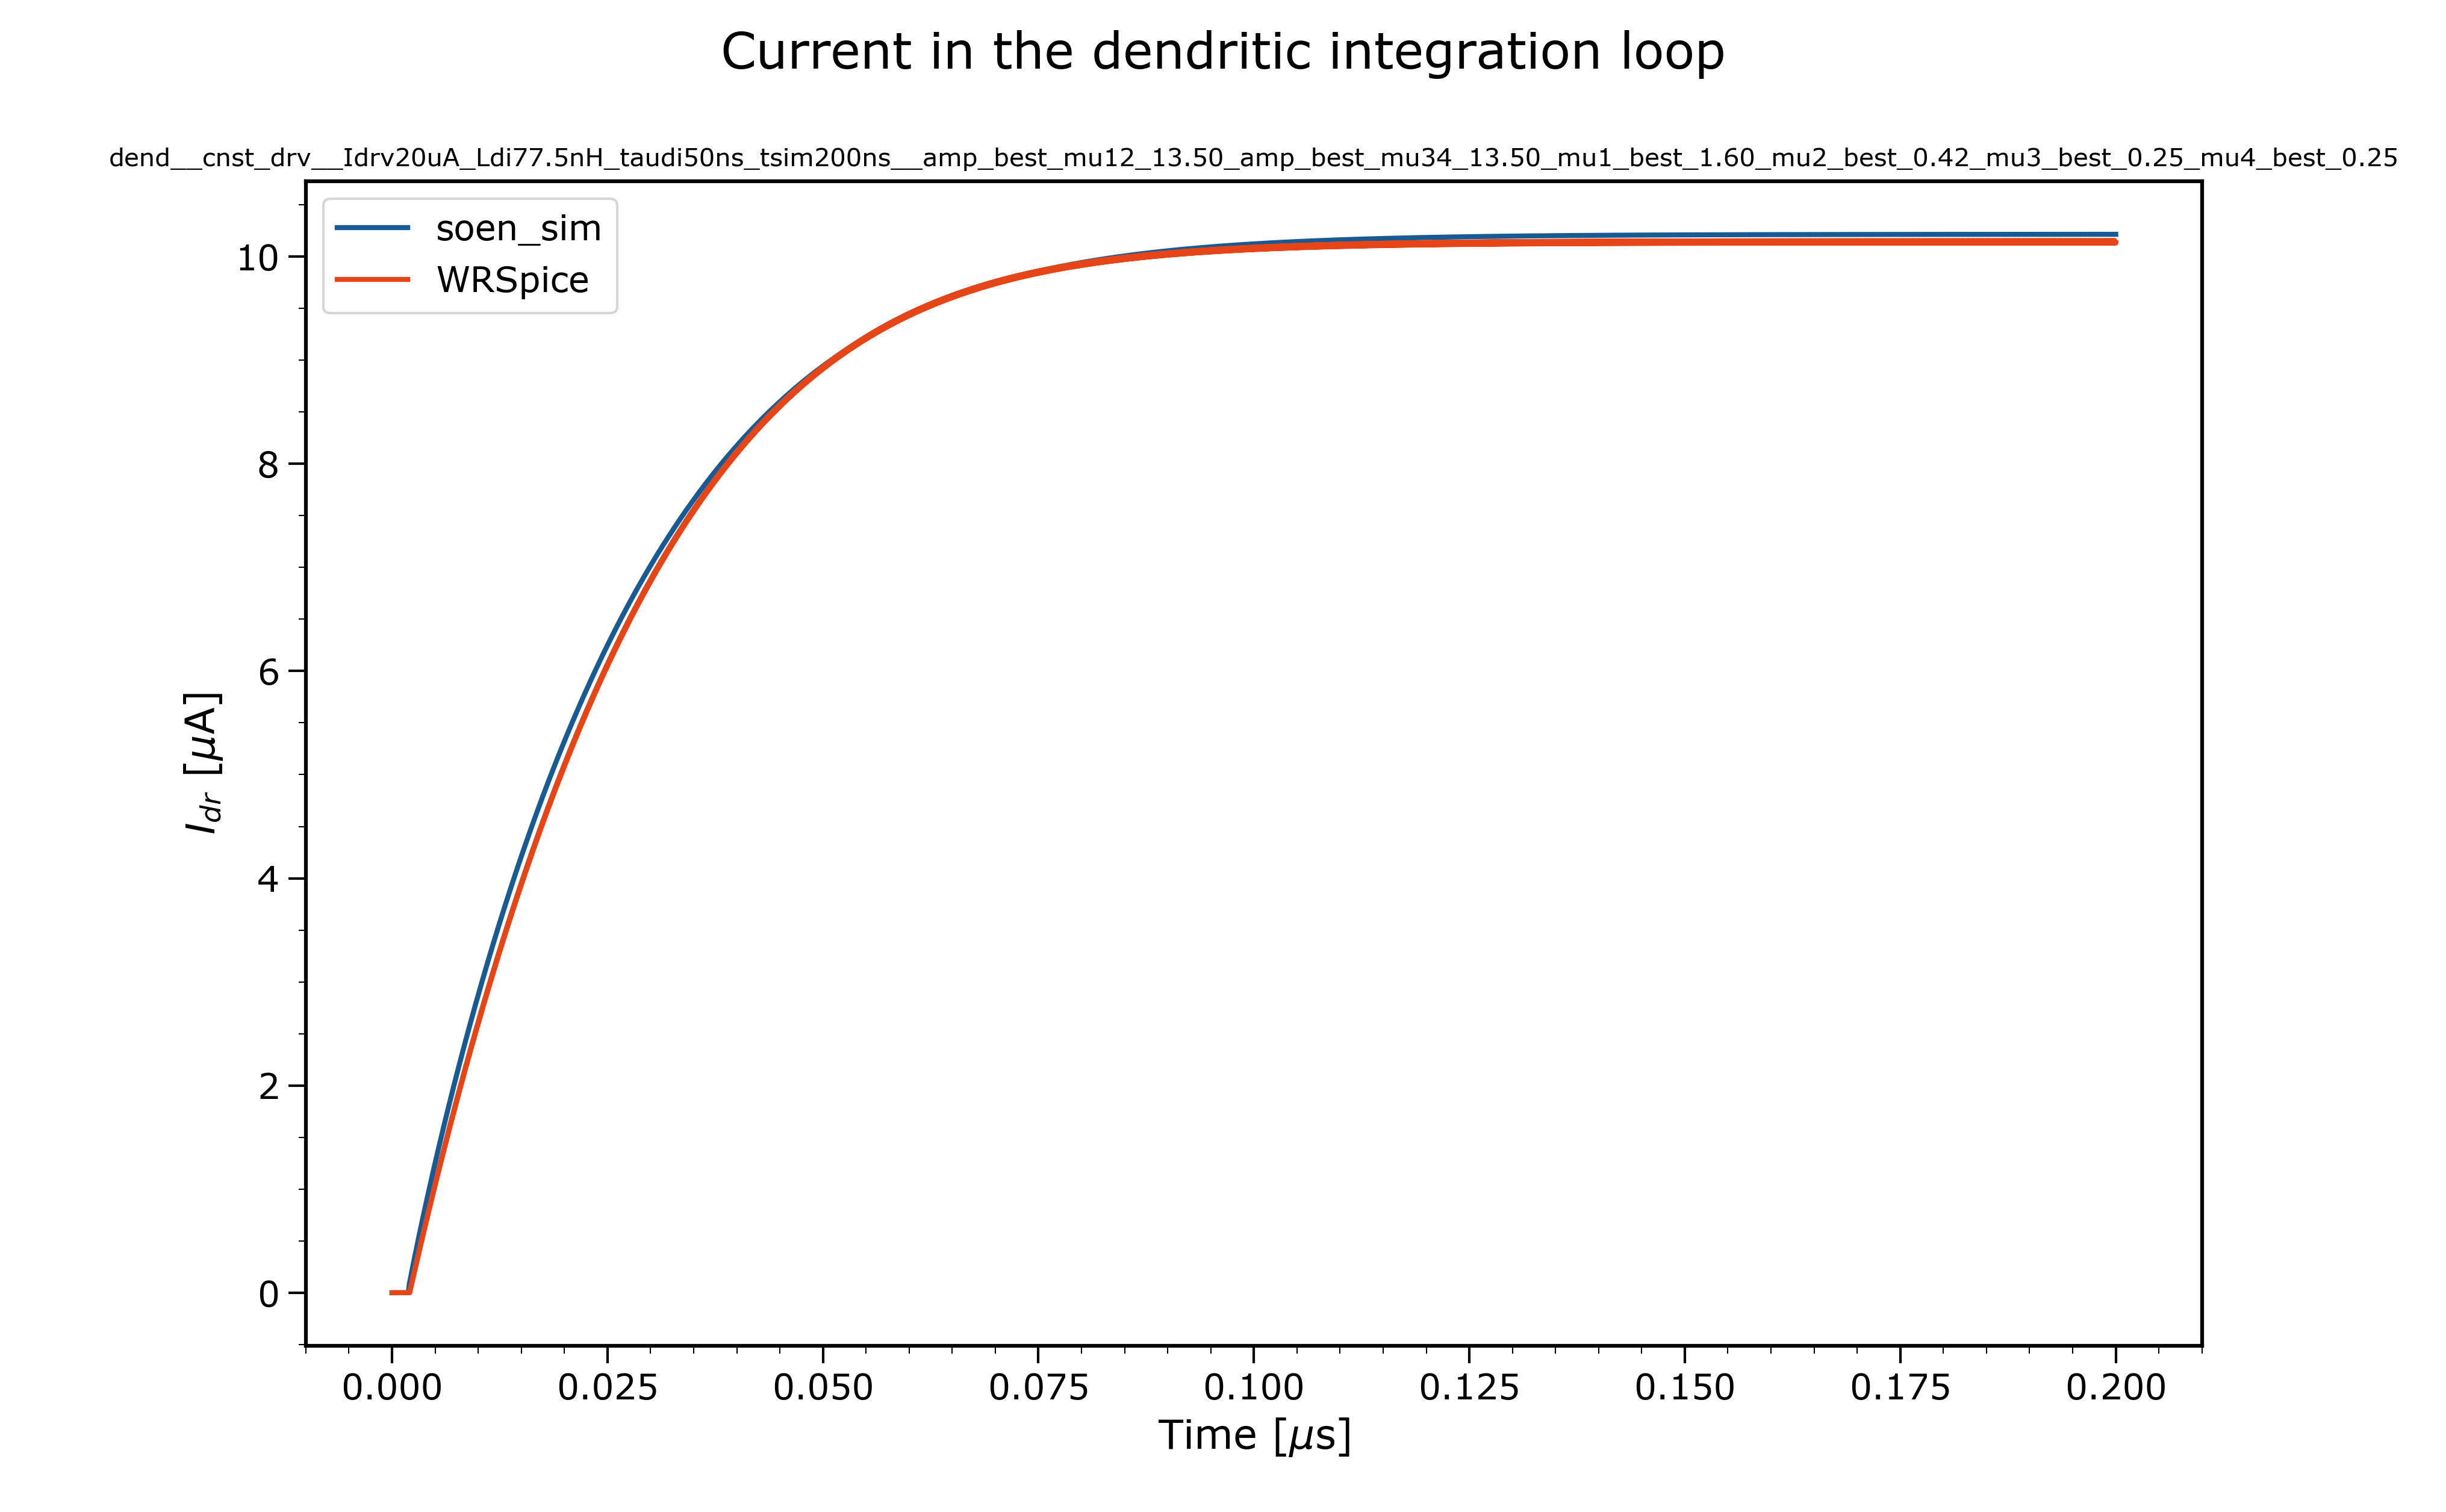 Current in the dendritic integration loop
dend__cnst_drv__Idrv20uA_Ldi77.5nH_taudi50ns_tsim200ns__amp_best_mu12_13.50_amp_best_mu34_13.50_mu1_best_1.60_mu2_best_0.42_mu3_best_0.25_mu4_best_0.25
soen_sim
WRSpice
10
8
6
4
2
0
I_dr [μA]
0.000 0.025 0.050 0.075 0.100 0.125 0.150 0.175 0.200
Time [μs]